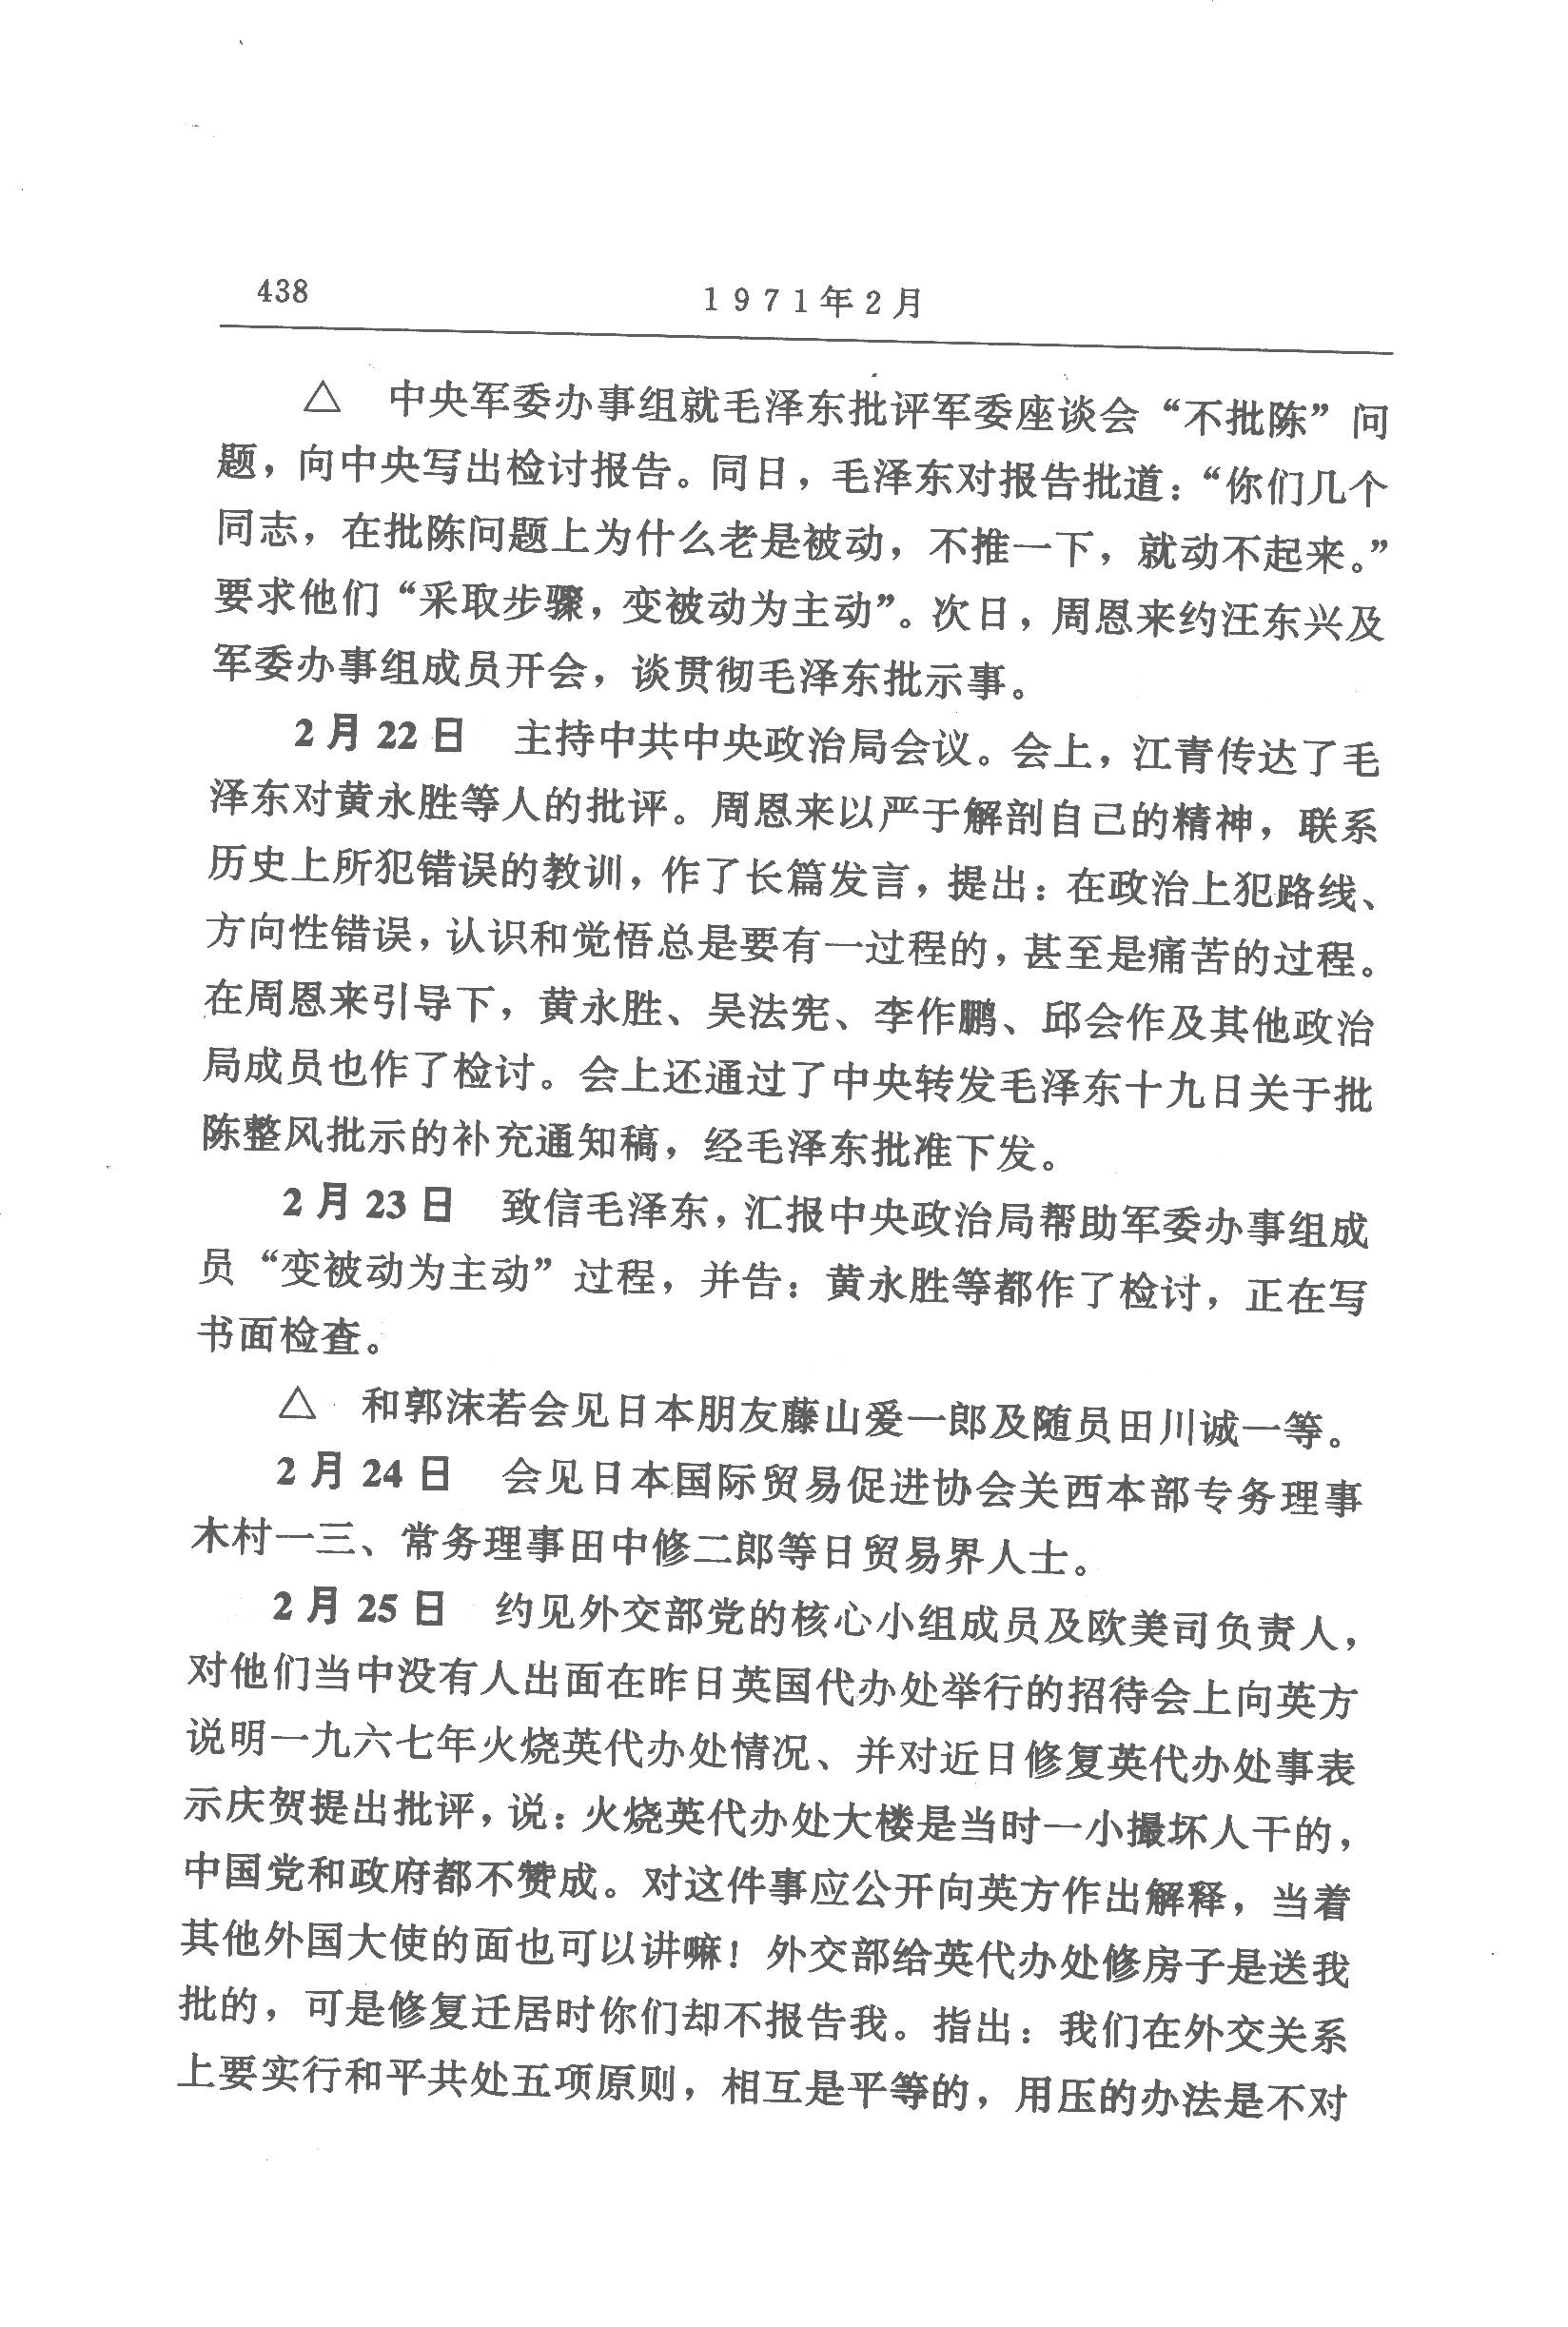 438
1971年2月
△ 中央军委办事组就毛泽东批评军委座谈会“不批陈”问
题，向中央写出检讨报告。同日，毛泽东对报告批道：“你们几个
同志，在批陈问题上为什么老是被动，不推一下，就动不起来。”
要求他们“采取步骤，变被动为主动”。次日，周恩来约汪东兴及
军委办事组成员开会，谈贯彻毛泽东批示事。
2月22日 主持中共中央政治局会议。会上，江青传达了毛
泽东对黄永胜等人的批评。周恩来以严于解剖自己的精神，联系
历史上所犯错误的教训，作了长篇发言，提出：在政治上犯路线、
方向性错误，认识和觉悟总是要有一过程的，甚至是痛苦的过程。
在周恩来引导下，黄永胜、吴法宪、李作鹏、邱会作及其他政治
局成员也作了检讨。会上还通过了中央转发毛泽东十九日关于批
陈整风批示的补充通知稿，经毛泽东批准下发。
2月23日 致信毛泽东，汇报中央政治局帮助军委办事组成
员“变被动为主动”过程，并告：黄永胜等都作了检讨，正在写
书面检查。
△ 和郭沫若会见日本朋友藤山爱一郎及随员田川诚一等。
2月24日 会见日本国际贸易促进协会关西本部专务理事
木村一三、常务理事田中修二郎等日贸易界人士。
2月25日 约见外交部党的核心小组成员及欧美司负责人，
对他们当中没有人出面在昨日英国代办处举行的招待会上向英方
说明一九六七年火烧英代办处情况、并对近日修复英代办处事表
示庆贺提出批评，说：火烧英代办处大楼是当时一小撮坏人干的，
中国党和政府都不赞成。对这件事应公开向英方作出解释，当着
其他外国大使的面也可以讲嘛！外交部给英代办处修房子是送我
批的，可是修复迁居时你们却不报告我。指出：我们在外交关系
上要实行和平共处五项原则，相互是平等的，用压的办法是不对